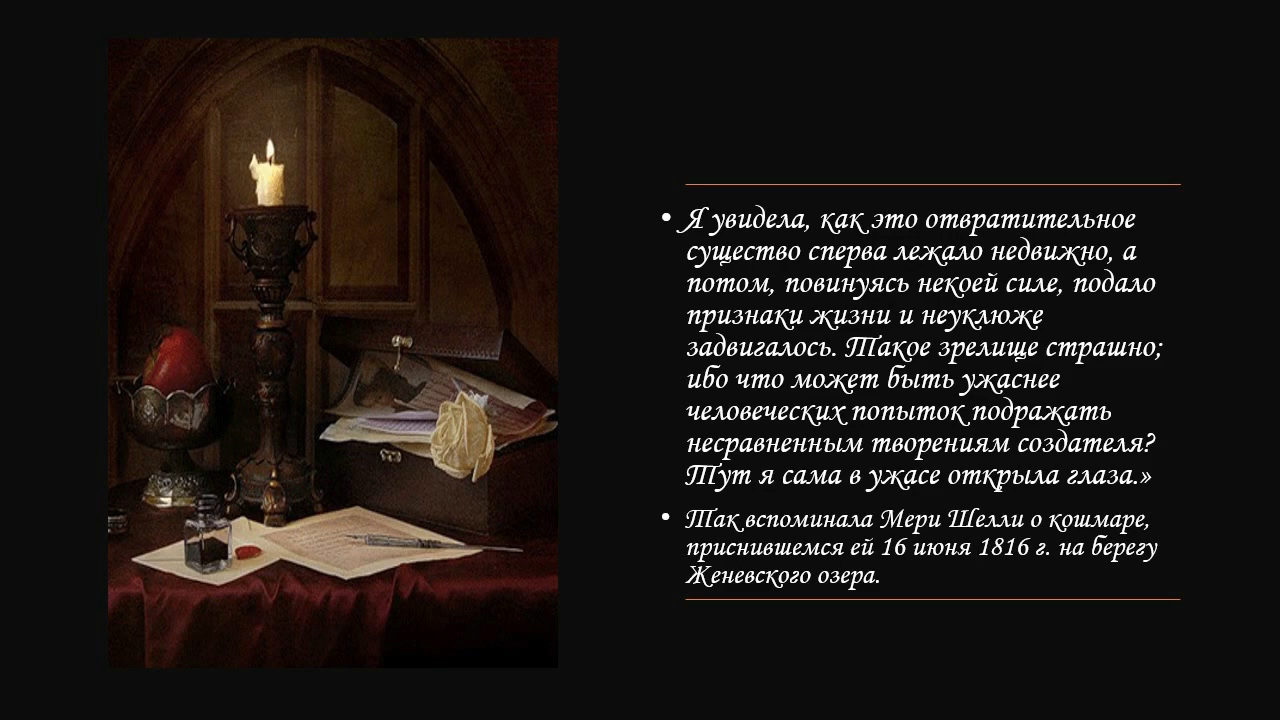 • Я увидела, как это отвратительное
существо сперва лежало недвижно, а
потом, повинуясь некоей силе, подало
признаки жизни и неуклюже
задвигалось. Такое зрелище страшно;
ибо что может быть ужаснее
человеческих попыток подражать
несравненным творениям создателя?
Тут я сама в ужасе открыла глаза.»
• Так вспоминала Мери Шелли о кошмаре,
приснившемся ей 16 июня 1816 г. на берегу
Женевского озера.